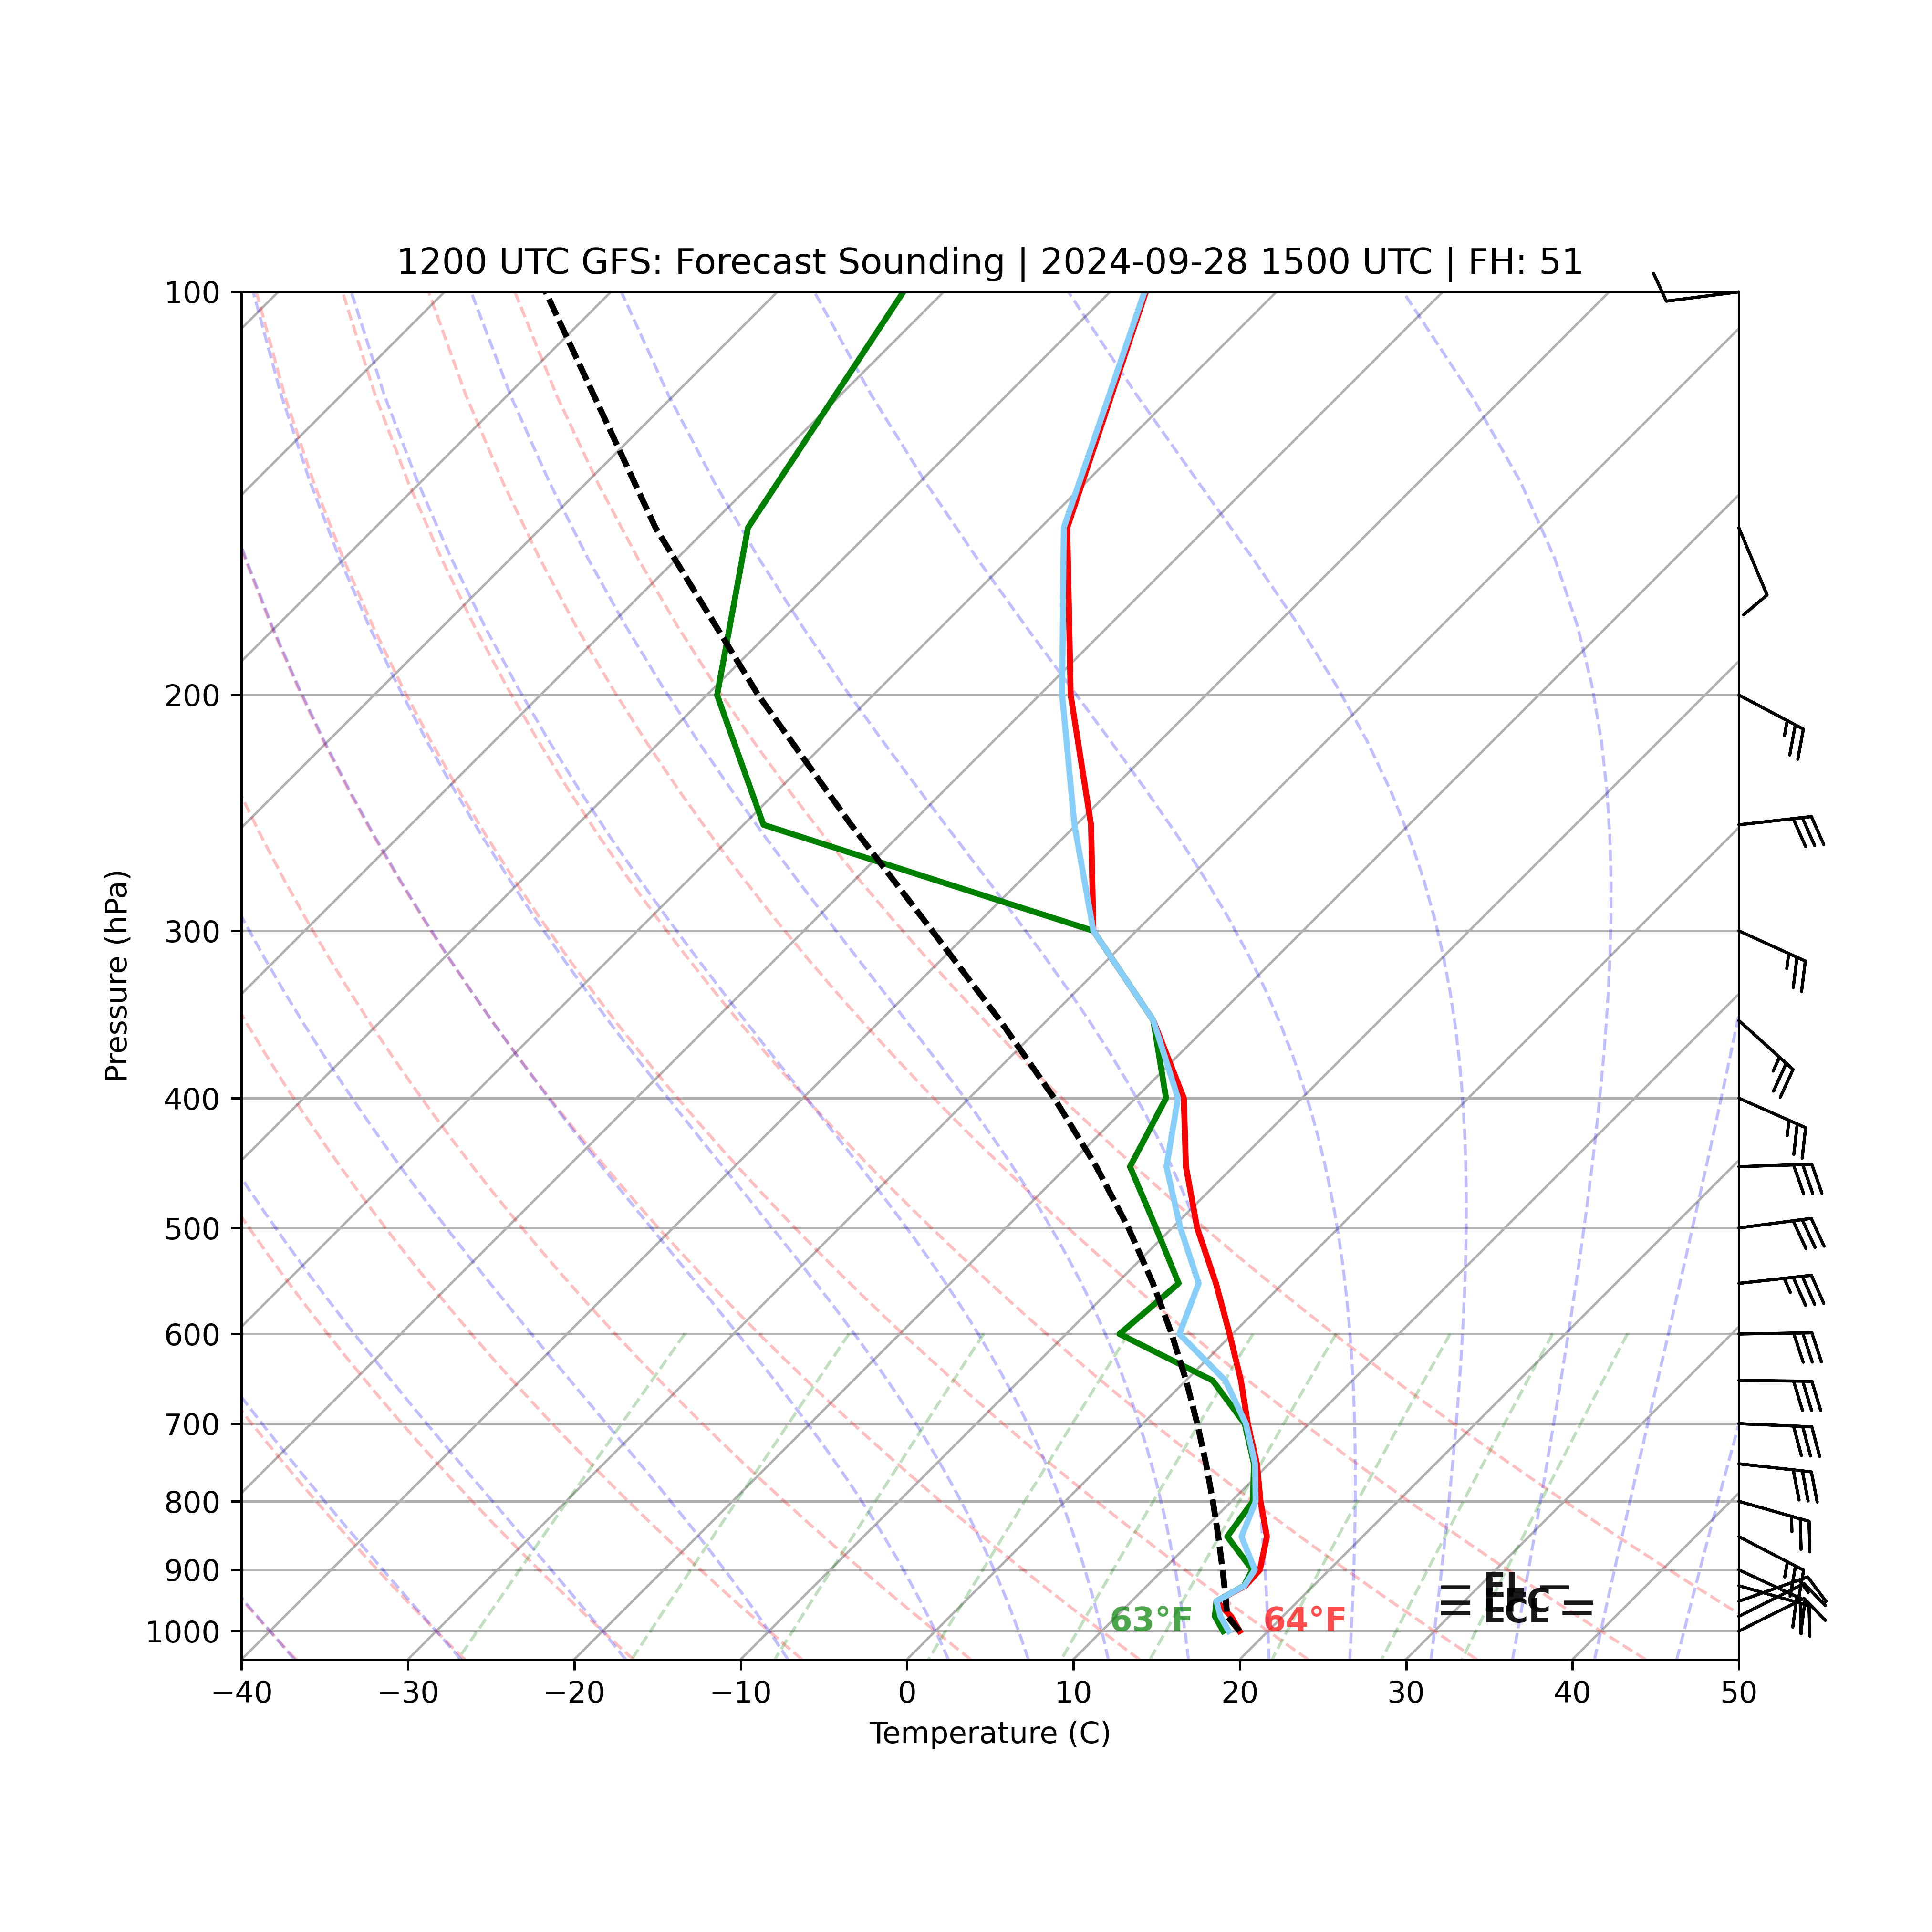 1200 UTC GFS: Forecast Sounding | 2024-09-28 1500 UTC | FH: 51
100
200
300
400
500
600
700
800
900
1000
Pressure (hPa)
EL
63°F 64°F
−40 −30 −20 −10 0 10 20 30 40 50
Temperature (C)